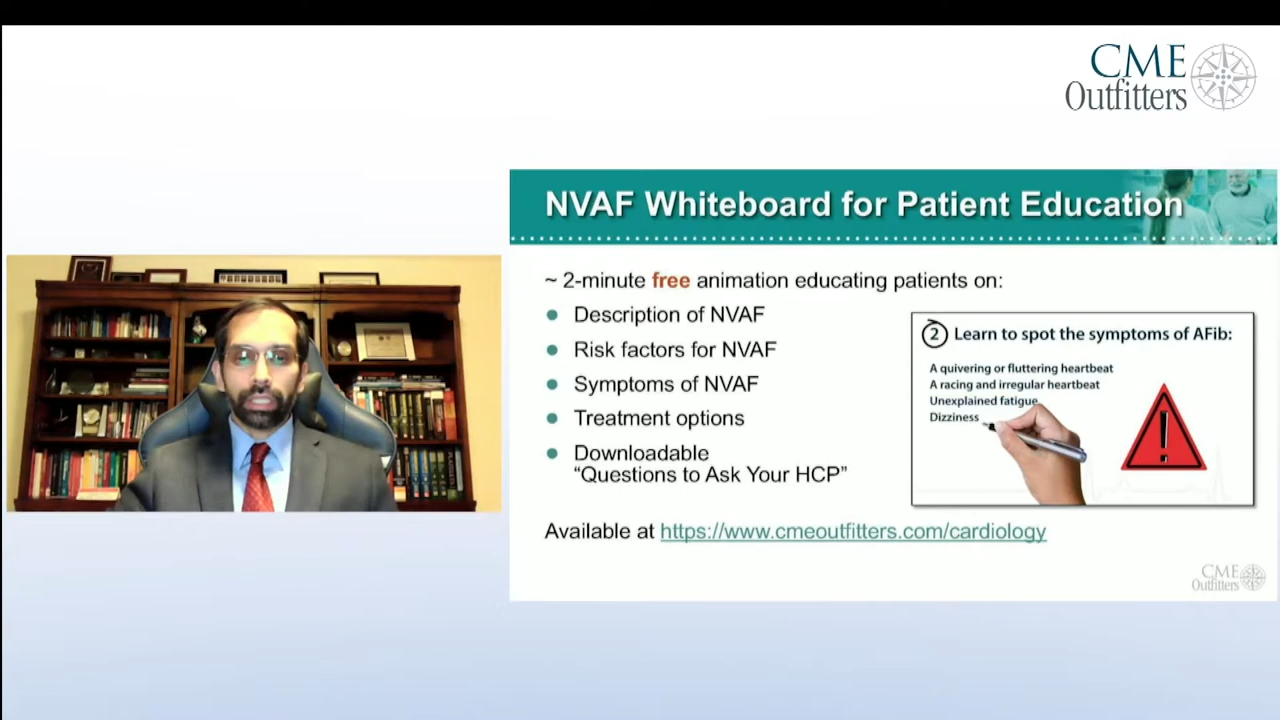 CME
Outfitters
NVAF Whiteboard for Patient Education
~ 2-minute free animation educating patients on:
Description of NVAF
Risk factors for NVAF
Symptoms of NVAF
Treatment options
Downloadable
“Questions to Ask Your HCP”
2 Learn to spot the symptoms of AFib:
A quivering or fluttering heartbeat
A racing and irregular heartbeat
Unexplained fatigue
Dizziness
!
Available at https://www.cmeoutfitters.com/cardiology
CME
Outfitters